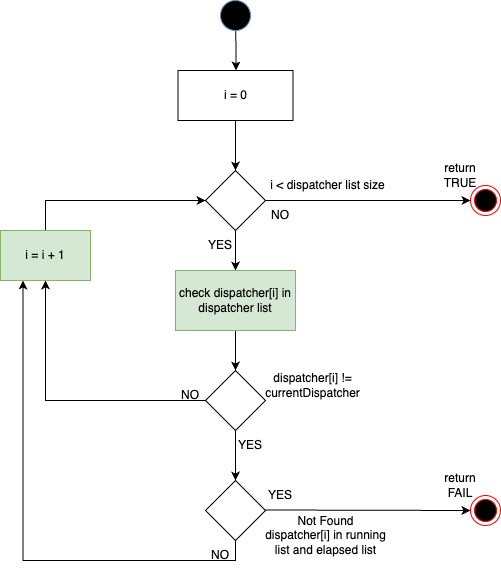 i = 0
i < dispatcher list size
return
TRUE
NO
YES
i = i + 1
check dispatcher[i] in
dispatcher list
dispatcher[i] !=
currentDispatcher
NO
YES
return
FAIL
YES
Not Found
dispatcher[i] in running
list and elapsed list
NO